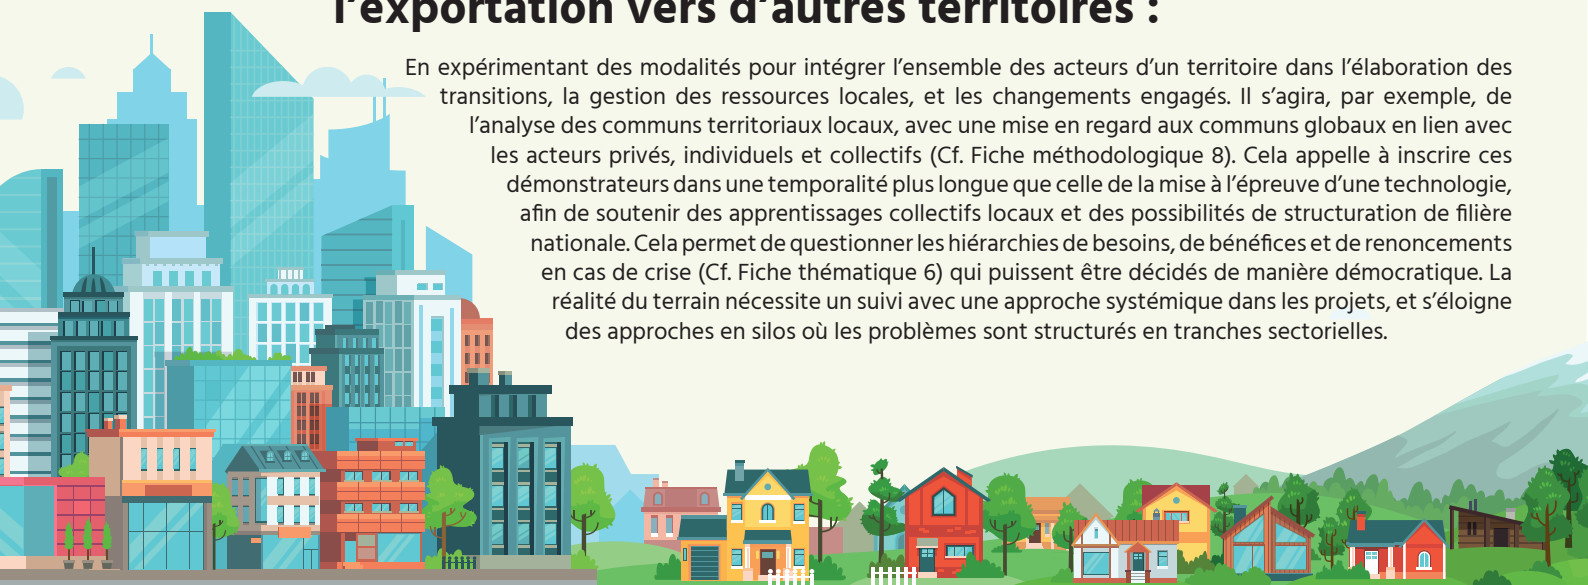 l’exportation vers d’autres territoires :
En expérimentant des modalités pour intégrer l’ensemble des acteurs d’un territoire dans l’élaboration des
transitions, la gestion des ressources locales, et les changements engagés. Il s’agira, par exemple, de
l’analyse des communs territoriaux locaux, avec une mise en regard aux communs globaux en lien avec
les acteurs privés, individuels et collectifs (Cf. Fiche méthodologique 8). Cela appelle à inscrire ces
démonstrateurs dans une temporalité plus longue que celle de la mise à l’épreuve d’une technologie,
afin de soutenir des apprentissages collectifs locaux et des possibilités de structuration de filière
nationale. Cela permet de questionner les hiérarchies de besoins, de bénéfices et de renoncements
en cas de crise (Cf. Fiche thématique 6) qui puissent être décidés de manière démocratique. La
réalité du terrain nécessite un suivi avec une approche systémique dans les projets, et s’éloigne
des approches en silos où les problèmes sont structurés en tranches sectorielles.